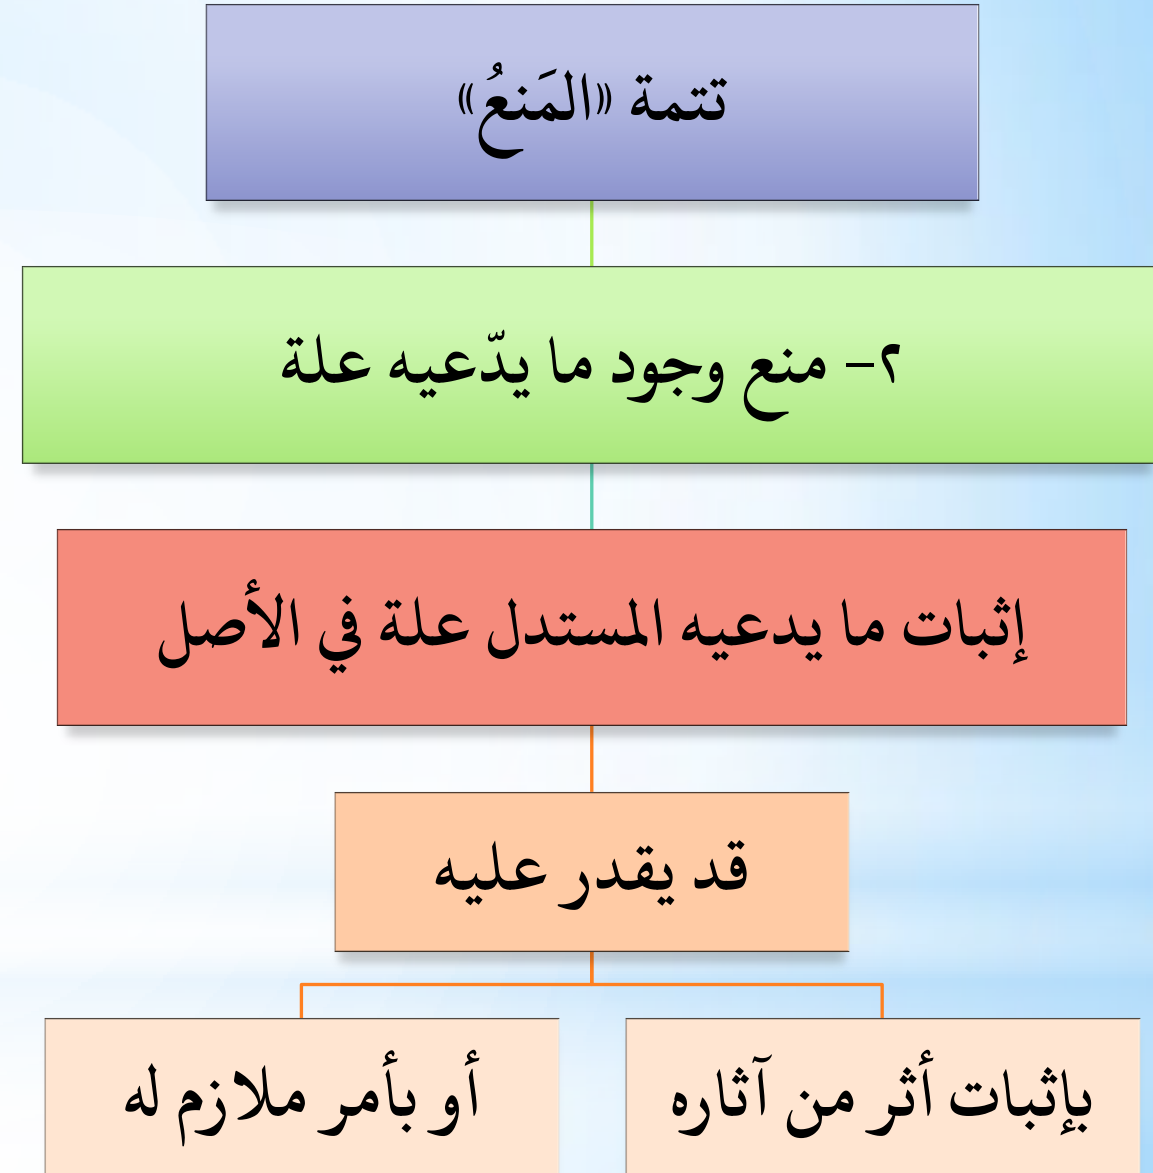 تتمة «المَنعُ»
٢- منع وجود ما يدّعيه علة
إثبات ما يدعيه المستدل علة في الأصل
قد يقدر عليه
بإثبات أثر من آثاره
أو بأمر ملازم له